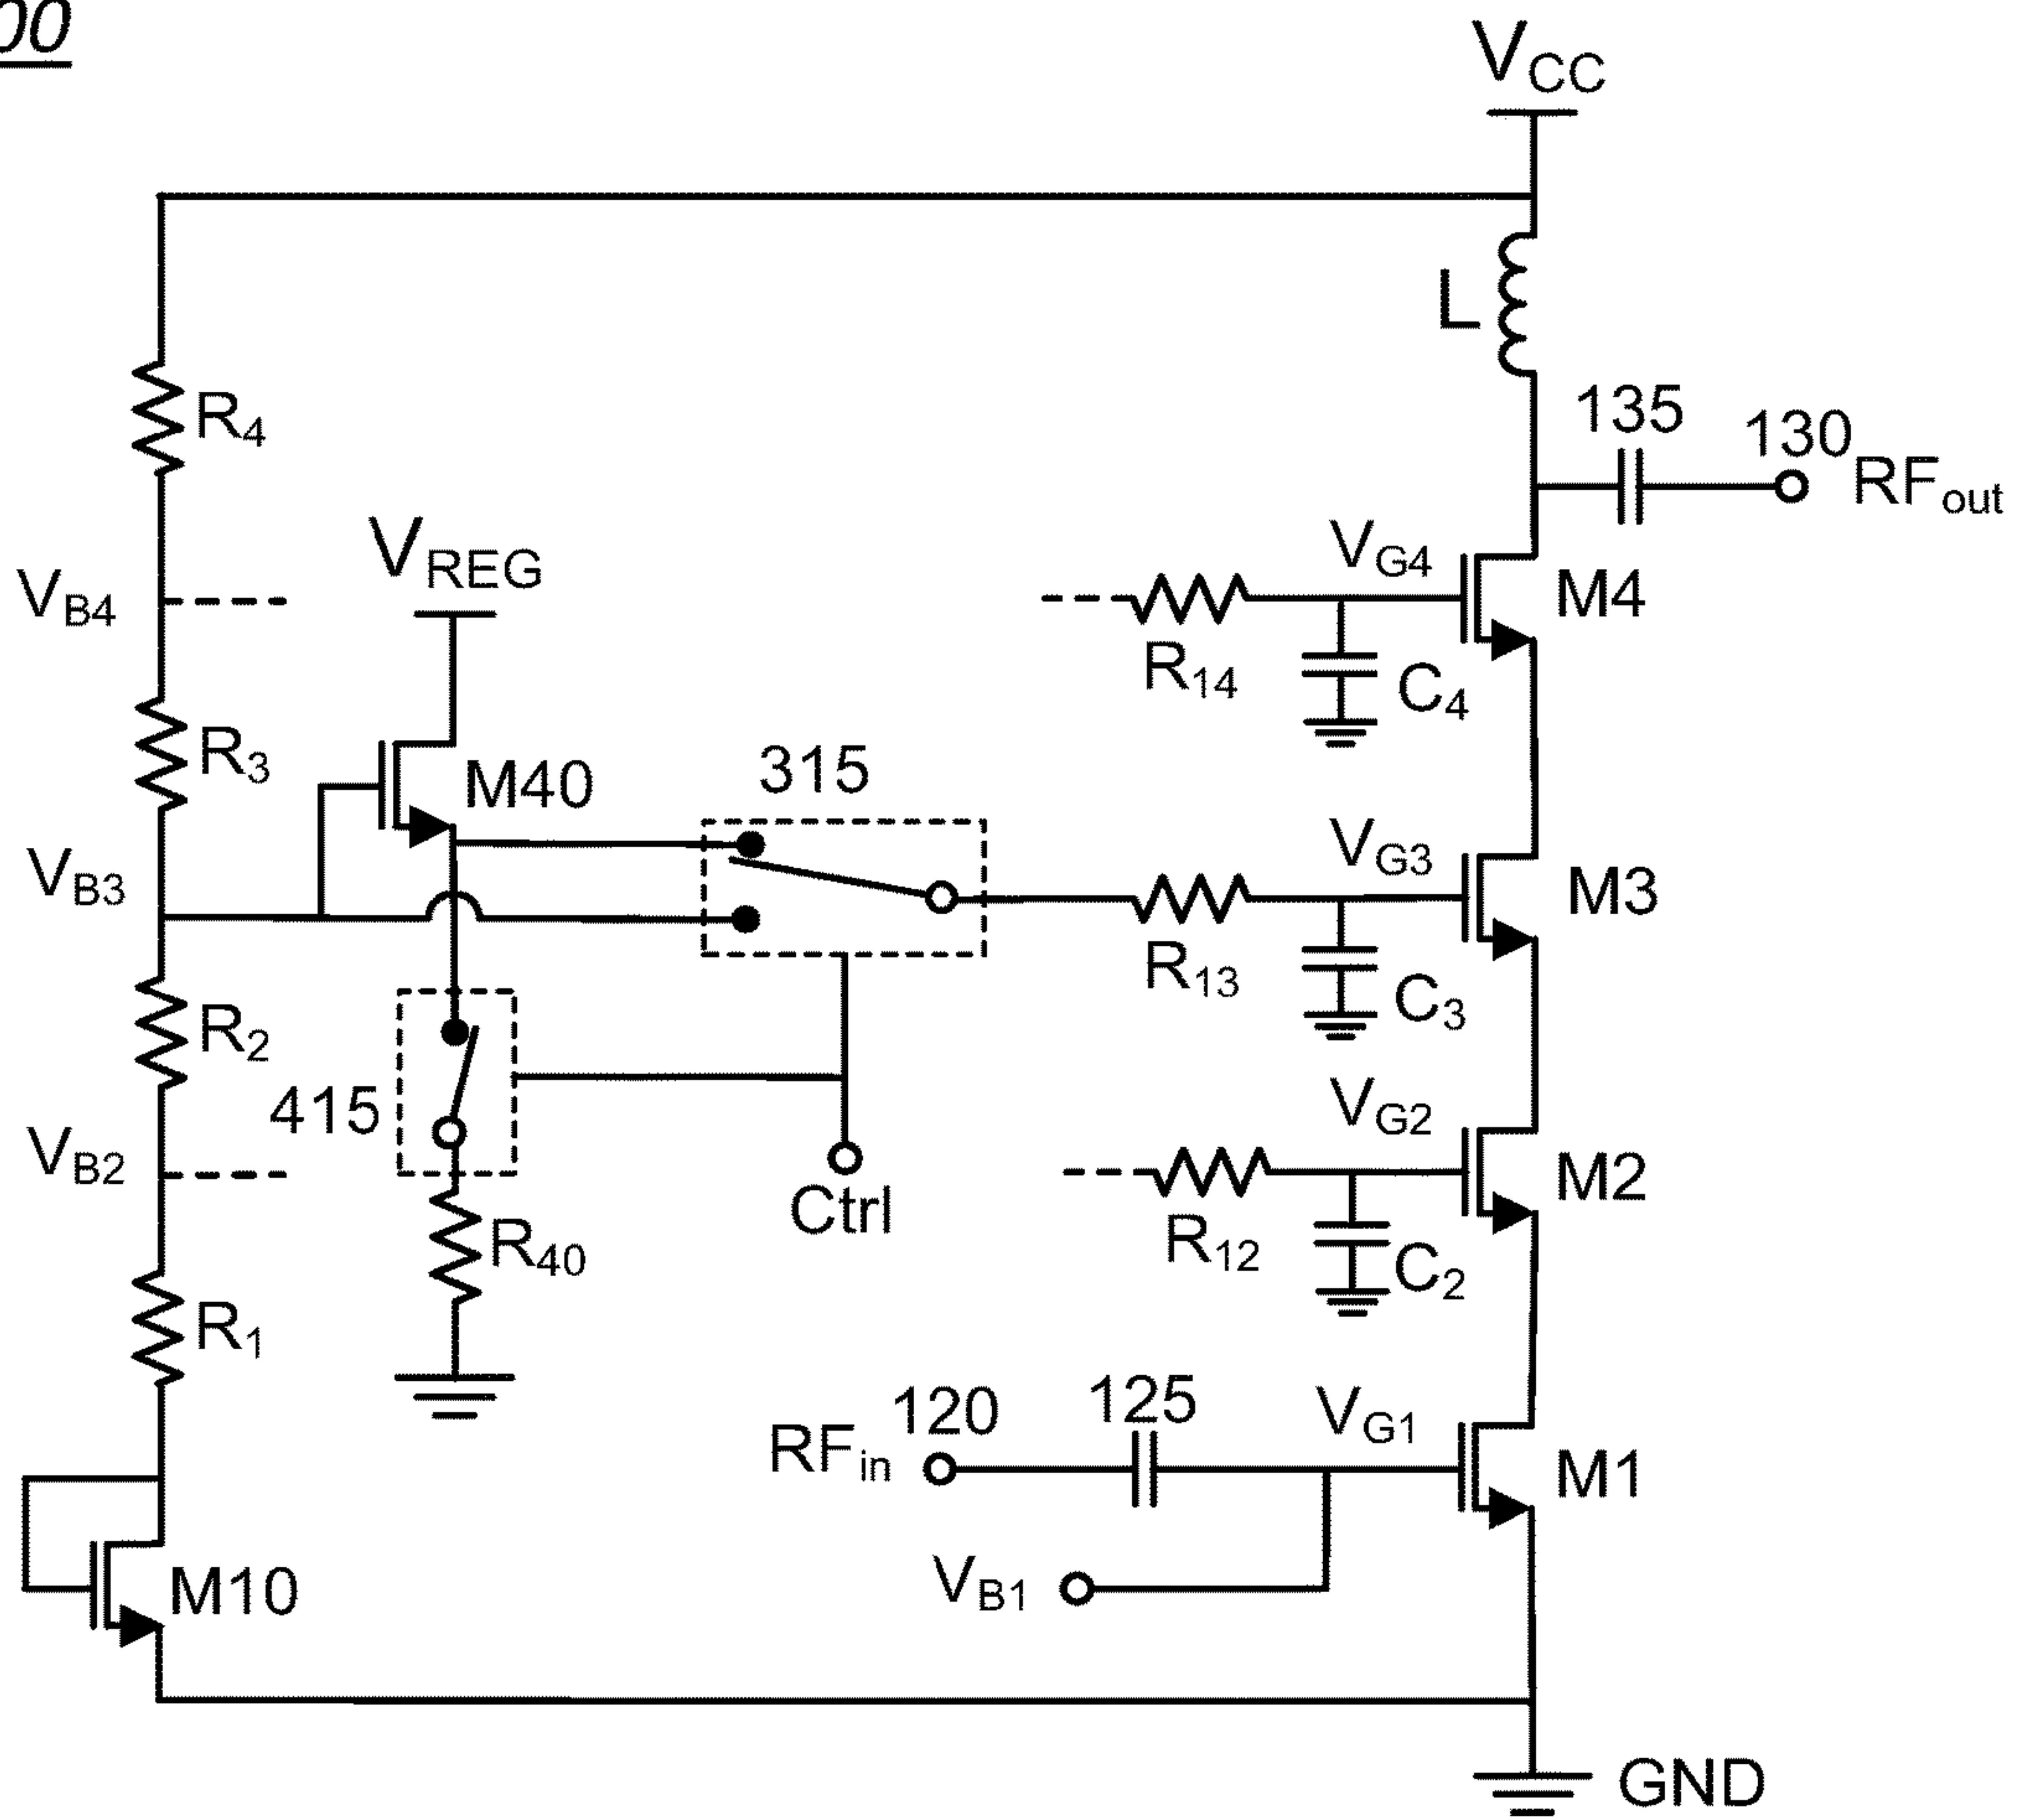 00
VCC
L
135
130
RFout
R4
VREG
VB4
VG4
M4
R14
C4
R3
M40
315
VB3
VG3
M3
R13
C3
R2
415
VG2
M2
VB2
Ctrl
R40
R12
C2
R1
120
125
RFin
VG1
M1
VB1
M10
GND